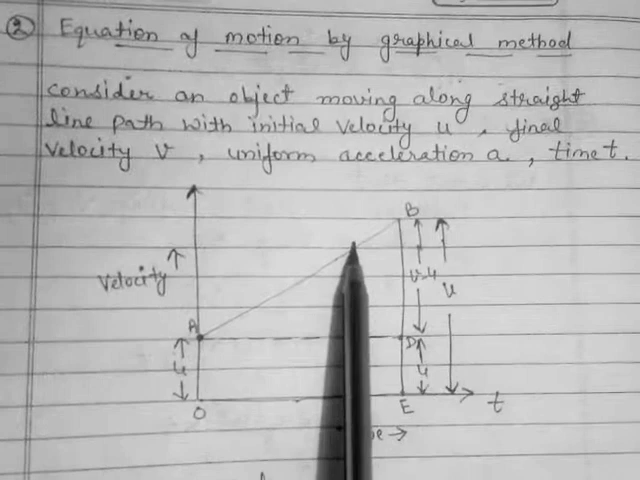 ② Equation of motion by graphical method
consider an object moving along straight
line path with initial velocity u, final
velocity v, uniform acceleration a, time t.
B
Velocity
v-u
v
A
D
u
u
O
E
t